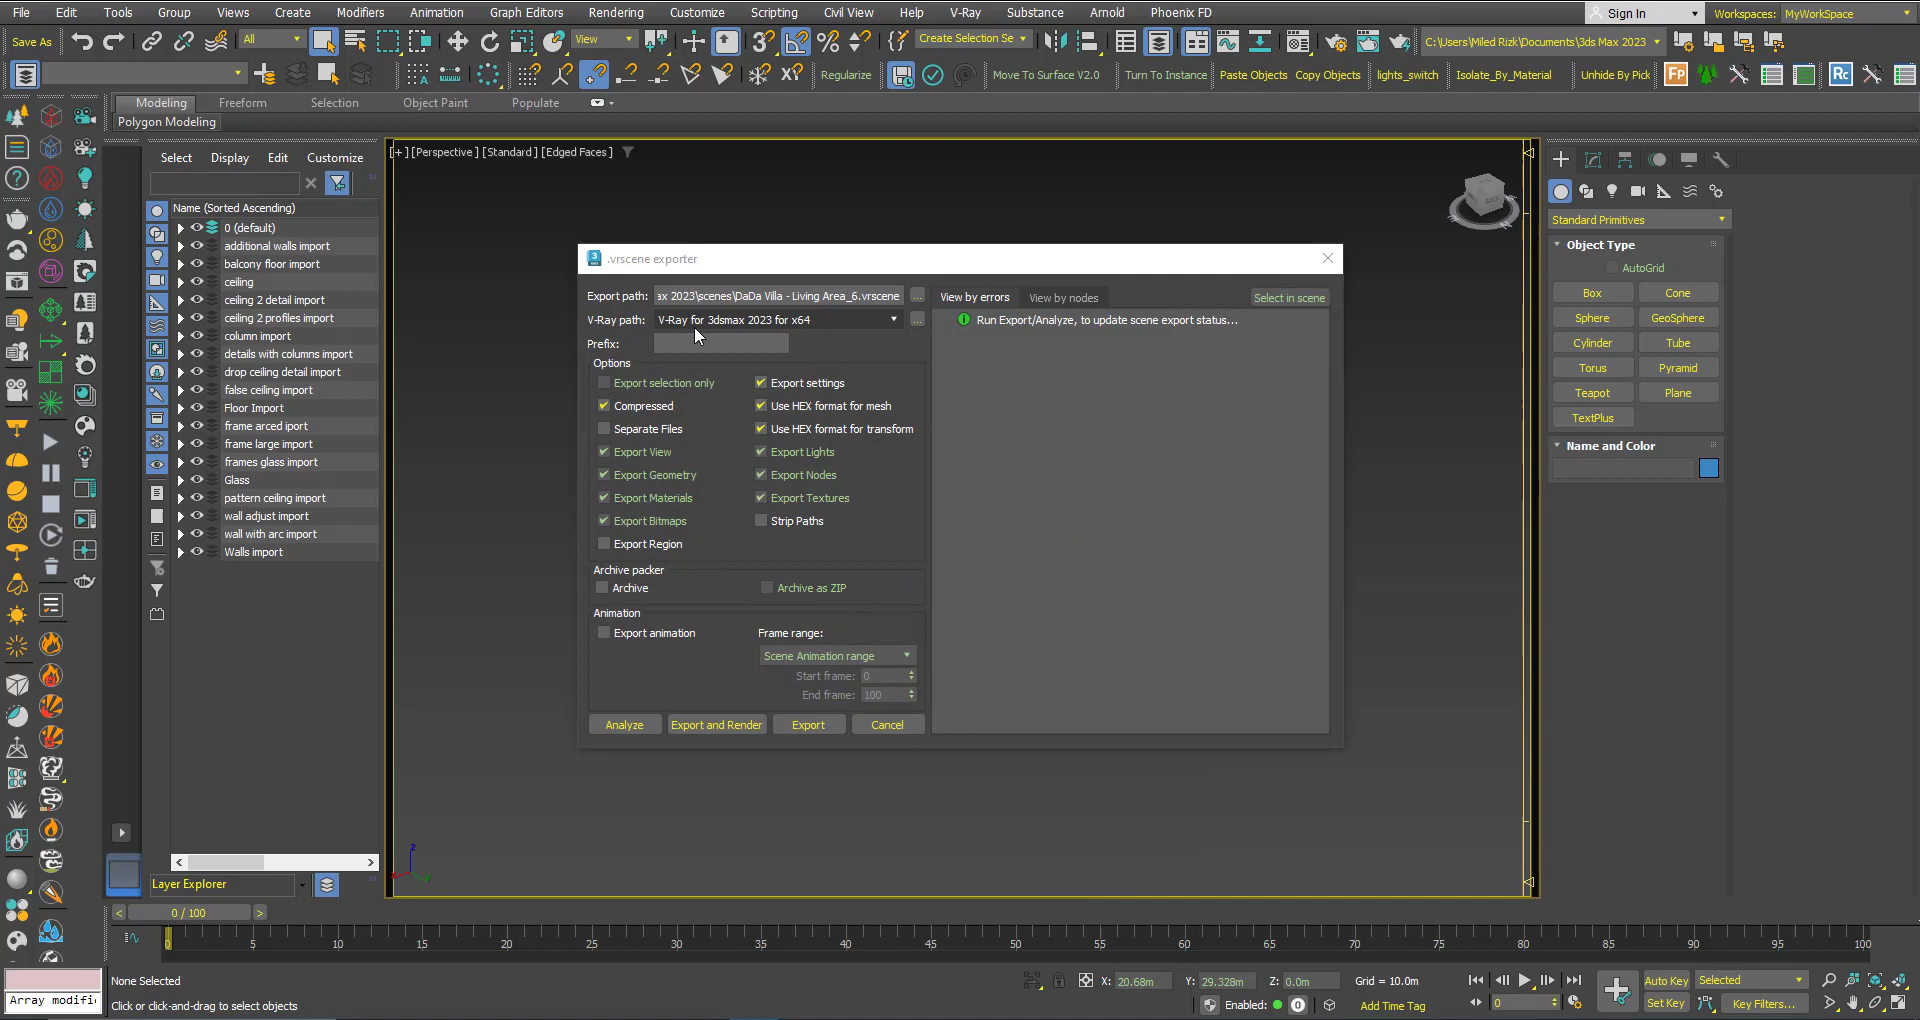 File Edit Tools Group Views Create Modifiers Animation Graph Editors Rendering Customize Scripting Civil View Help V-Ray Substance Arnold Phoenix FD Sign In Workspaces: MyWorkSpace
Save As All View Create Selection Se C:\Users\Miled Rizk\Documents\3ds Max 2023
Regularize Move To Surface V2.0 Turn To Instance Paste Objects Copy Objects lights_switch Isolate_By_Material Unhide By Pick
Modeling Freeform Selection Object Paint Populate
Polygon Modeling
[+] [Perspective] [Standard] [Edged Faces]
Select Display Edit Customize
Name (Sorted Ascending)
0 (default)
additional walls import
balcony floor import
ceiling
ceiling 2 detail import
ceiling 2 profiles import
column import
details with columns import
drop ceiling detail import
false ceiling import
Floor Import
frame arced iport
frame large import
frames glass import
Glass
pattern ceiling import
wall adjust import
wall with arc import
Walls import
Layer Explorer
.vrscene exporter
Export path: ax 2023\scenes\DaDa Villa - Living Area_6.vrscene ...
V-Ray path: V-Ray for 3dsmax 2023 for x64 ...
Prefix:
Options
Export selection only Export settings
Compressed Use HEX format for mesh
Separate Files Use HEX format for transform
Export View Export Lights
Export Geometry Export Nodes
Export Materials Export Textures
Export Bitmaps Strip Paths
Export Region
Archive packer
Archive Archive as ZIP
Animation
Export animation Frame range:
Scene Animation range
Start frame: 0
End frame: 100
Analyze Export and Render Export Cancel
View by errors View by nodes Select in scene
Run Export/Analyze, to update scene export status...
Standard Primitives
Object Type
AutoGrid
Box Cone
Sphere GeoSphere
Cylinder Tube
Torus Pyramid
Teapot Plane
TextPlus
Name and Color
< 0 / 100 >
0 5 10 15 20 25 30 35 40 45 50 55 60 65 70 75 80 85 90 95 100
None Selected X: 20.68m Y: 29.328m Z: 0.0m Grid = 10.0m Auto Key Selected
Array modifi Click or click-and-drag to select objects Enabled: 0 Add Time Tag 0 Set Key Key Filters...